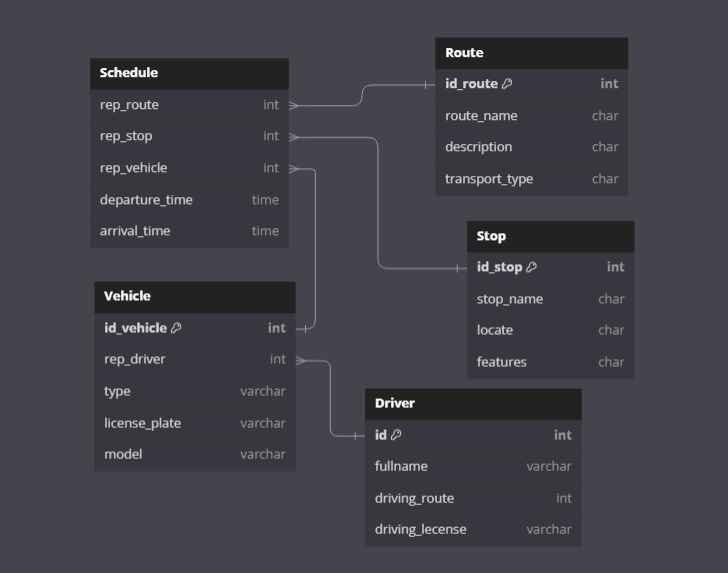 Schedule
rep_route int
rep_stop int
rep_vehicle int
departure_time time
arrival_time time
Route
id_route int
route_name char
description char
transport_type char
Stop
id_stop int
stop_name char
locate char
features char
Vehicle
id_vehicle int
rep_driver int
type varchar
license_plate varchar
model varchar
Driver
id int
fullname varchar
driving_route int
driving_lecense varchar